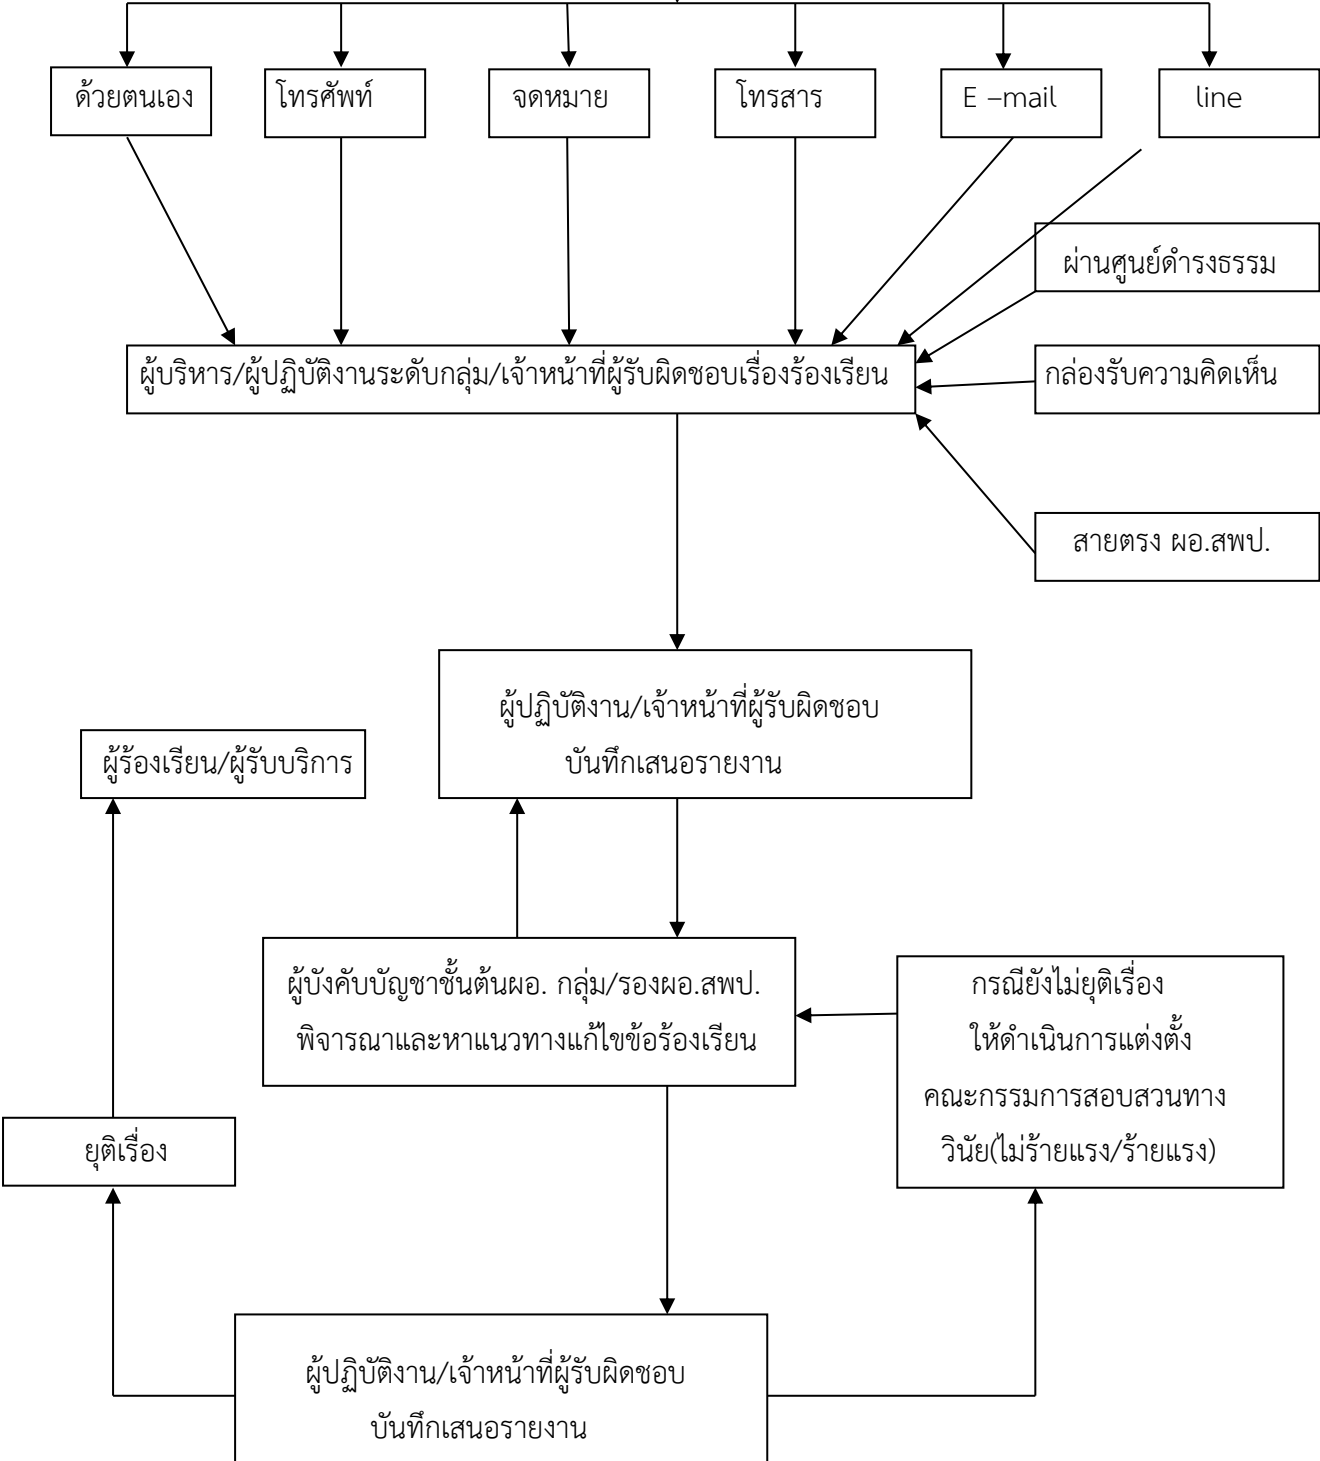 ด้วยตนเอง
โทรศัพท์
จดหมาย
โทรสาร
E –mail
line
ผ่านศูนย์ดำรงธรรม
ผู้บริหาร/ผู้ปฏิบัติงานระดับกลุ่ม/เจ้าหน้าที่ผู้รับผิดชอบเรื่องร้องเรียน
กล่องรับความคิดเห็น
สายตรง ผอ.สพป.
ผู้ปฏิบัติงาน/เจ้าหน้าที่ผู้รับผิดชอบ
บันทึกเสนอรายงาน
ผู้ร้องเรียน/ผู้รับบริการ
ผู้บังคับบัญชาชั้นต้นผอ. กลุ่ม/รองผอ.สพป.
พิจารณาและหาแนวทางแก้ไขข้อร้องเรียน
กรณียังไม่ยุติเรื่อง
ให้ดำเนินการแต่งตั้ง
คณะกรรมการสอบสวนทาง
วินัย(ไม่ร้ายแรง/ร้ายแรง)
ยุติเรื่อง
ผู้ปฏิบัติงาน/เจ้าหน้าที่ผู้รับผิดชอบ
บันทึกเสนอรายงาน